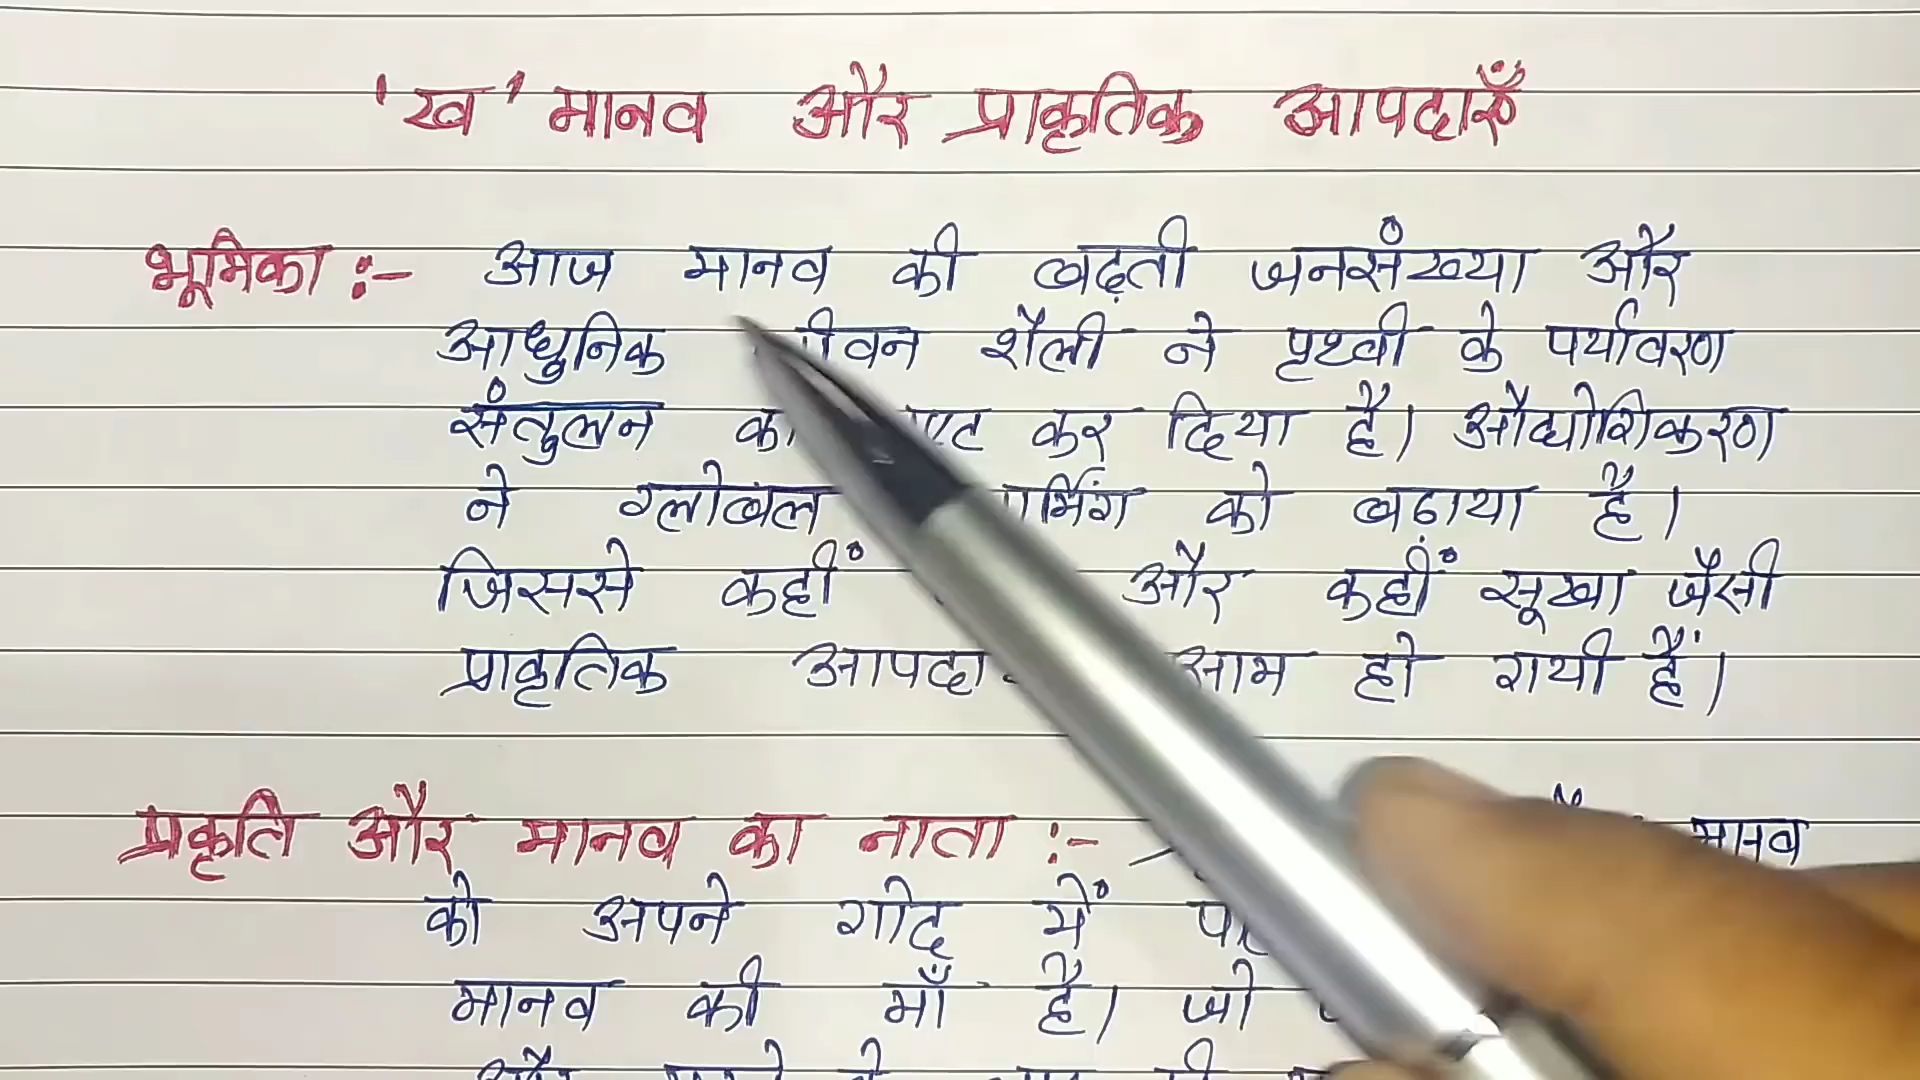 'ख' मानव और प्राकृतिक आपदाएँ
भूमिका :- आज मानव की बढ़ती जनसंख्या और
आधुनिक जीवन शैली ने पृथ्वी के पर्यावरण
संतुलन कर दिया है। औद्योगिकरण
ने ग्लोबल वार्मिंग को बढ़ाया है।
जिससे कहीं और कहीं सूखा जैसी
प्राकृतिक आम हो गयी हैं।
प्रकृति और मानव का नाता :- मानव
को अपने गोद में
मानव की माँ है। जो